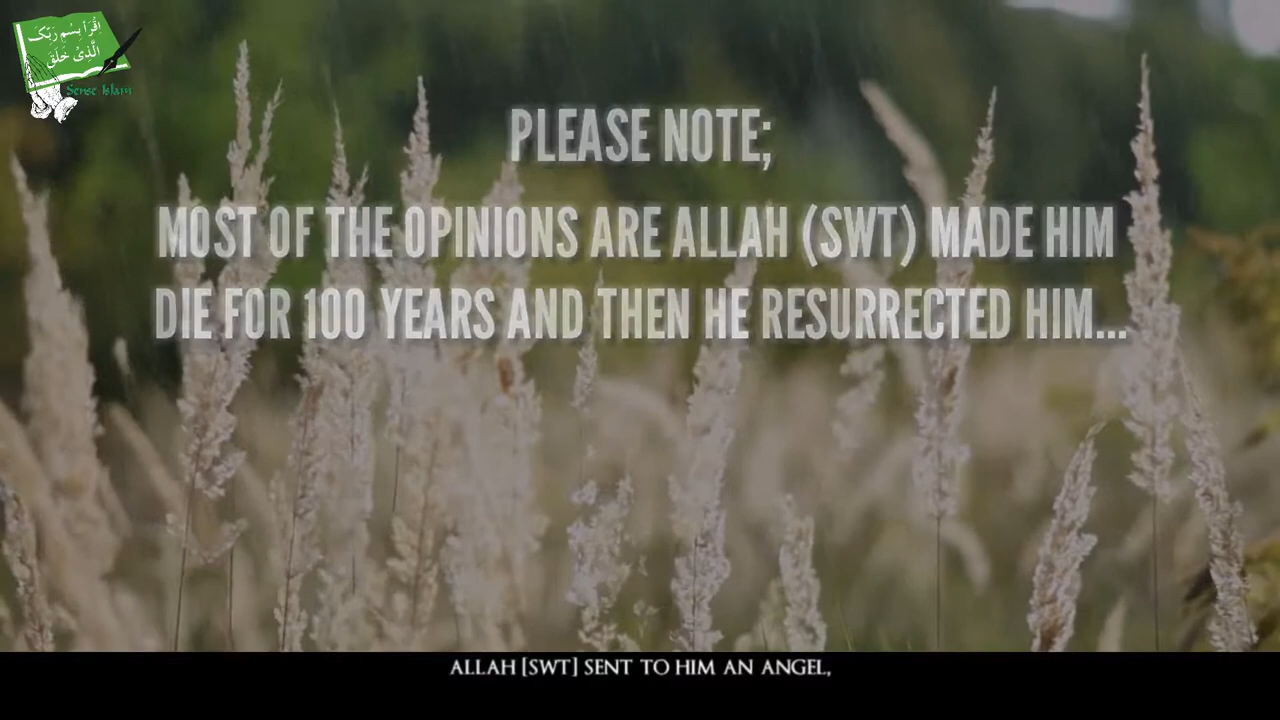 اقْرَأْ بِسْمِ رَبِّكَ
الَّذِى خَلَقَ
Sense Islam
PLEASE NOTE;
MOST OF THE OPINIONS ARE ALLAH (SWT) MADE HIM
DIE FOR 100 YEARS AND THEN HE RESURRECTED HIM...
ALLAH [SWT] SENT TO HIM AN ANGEL,